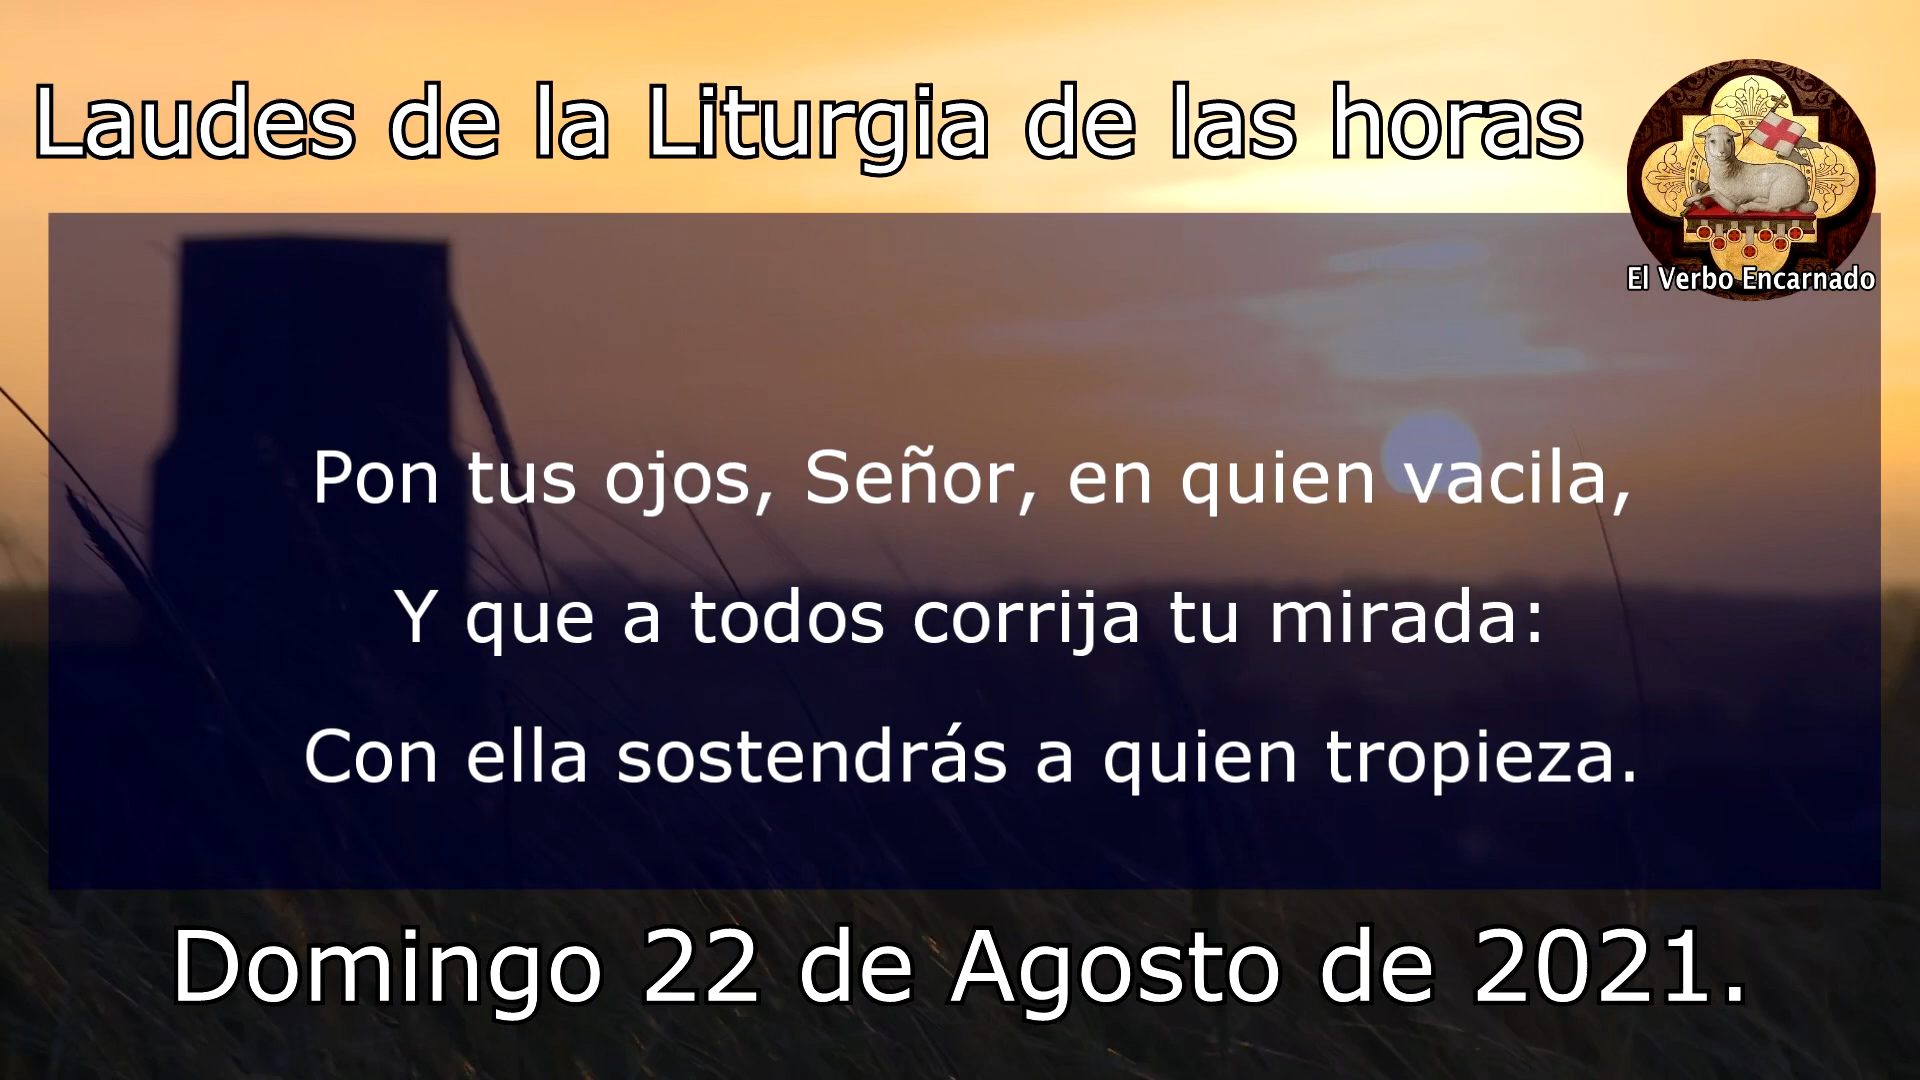 Laudes de la Liturgia de las horas
El Verbo Encarnado
Pon tus ojos, Señor, en quien vacila,
Y que a todos corrija tu mirada:
Con ella sostendrás a quien tropieza.
Domingo 22 de Agosto de 2021.